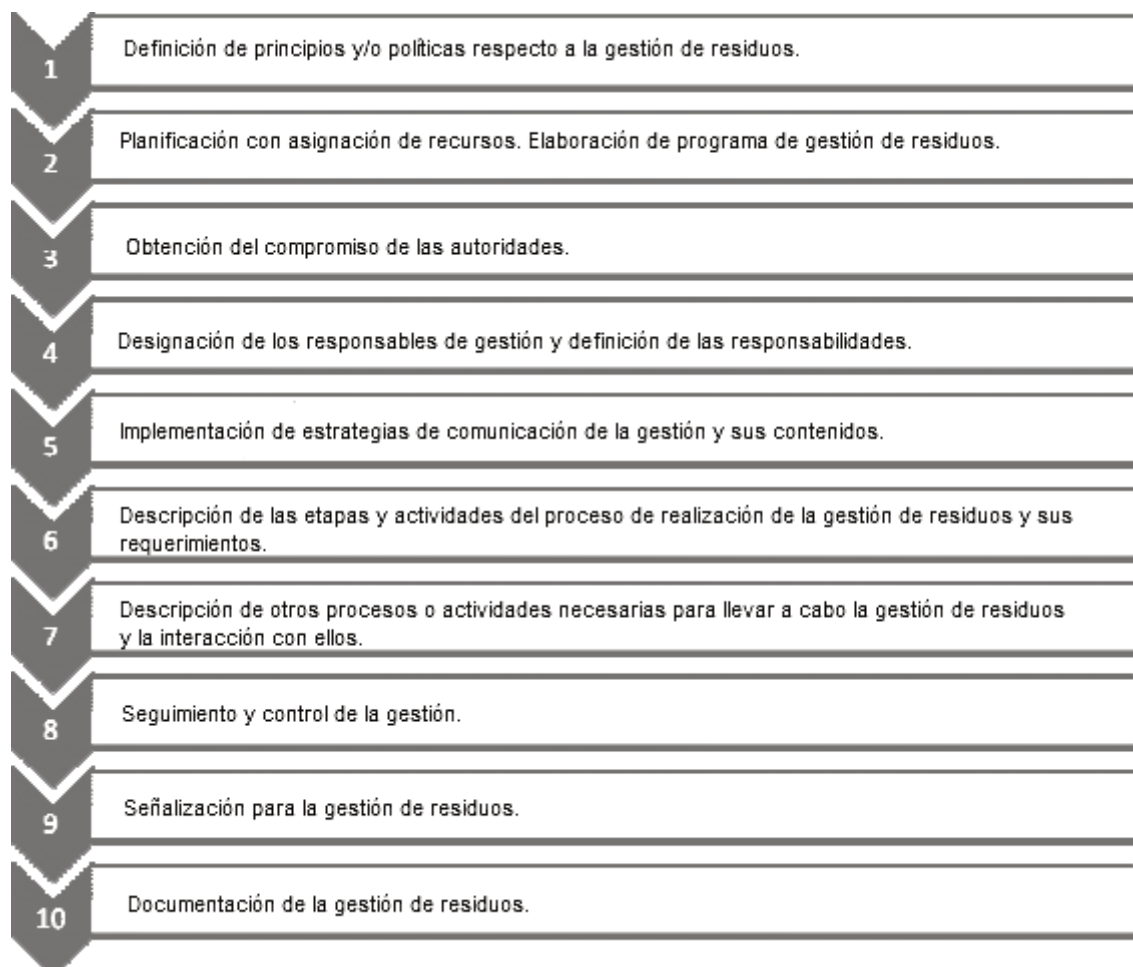 1
Definición de principios y/o políticas respecto a la gestión de residuos.
2
Planificación con asignación de recursos. Elaboración de programa de gestión de residuos.
3
Obtención del compromiso de las autoridades.
4
Designación de los responsables de gestión y definición de las responsabilidades.
5
Implementación de estrategias de comunicación de la gestión y sus contenidos.
6
Descripción de las etapas y actividades del proceso de realización de la gestión de residuos y sus
requerimientos.
7
Descripción de otros procesos o actividades necesarias para llevar a cabo la gestión de residuos
y la interacción con ellos.
8
Seguimiento y control de la gestión.
9
Señalización para la gestión de residuos.
10
Documentación de la gestión de residuos.